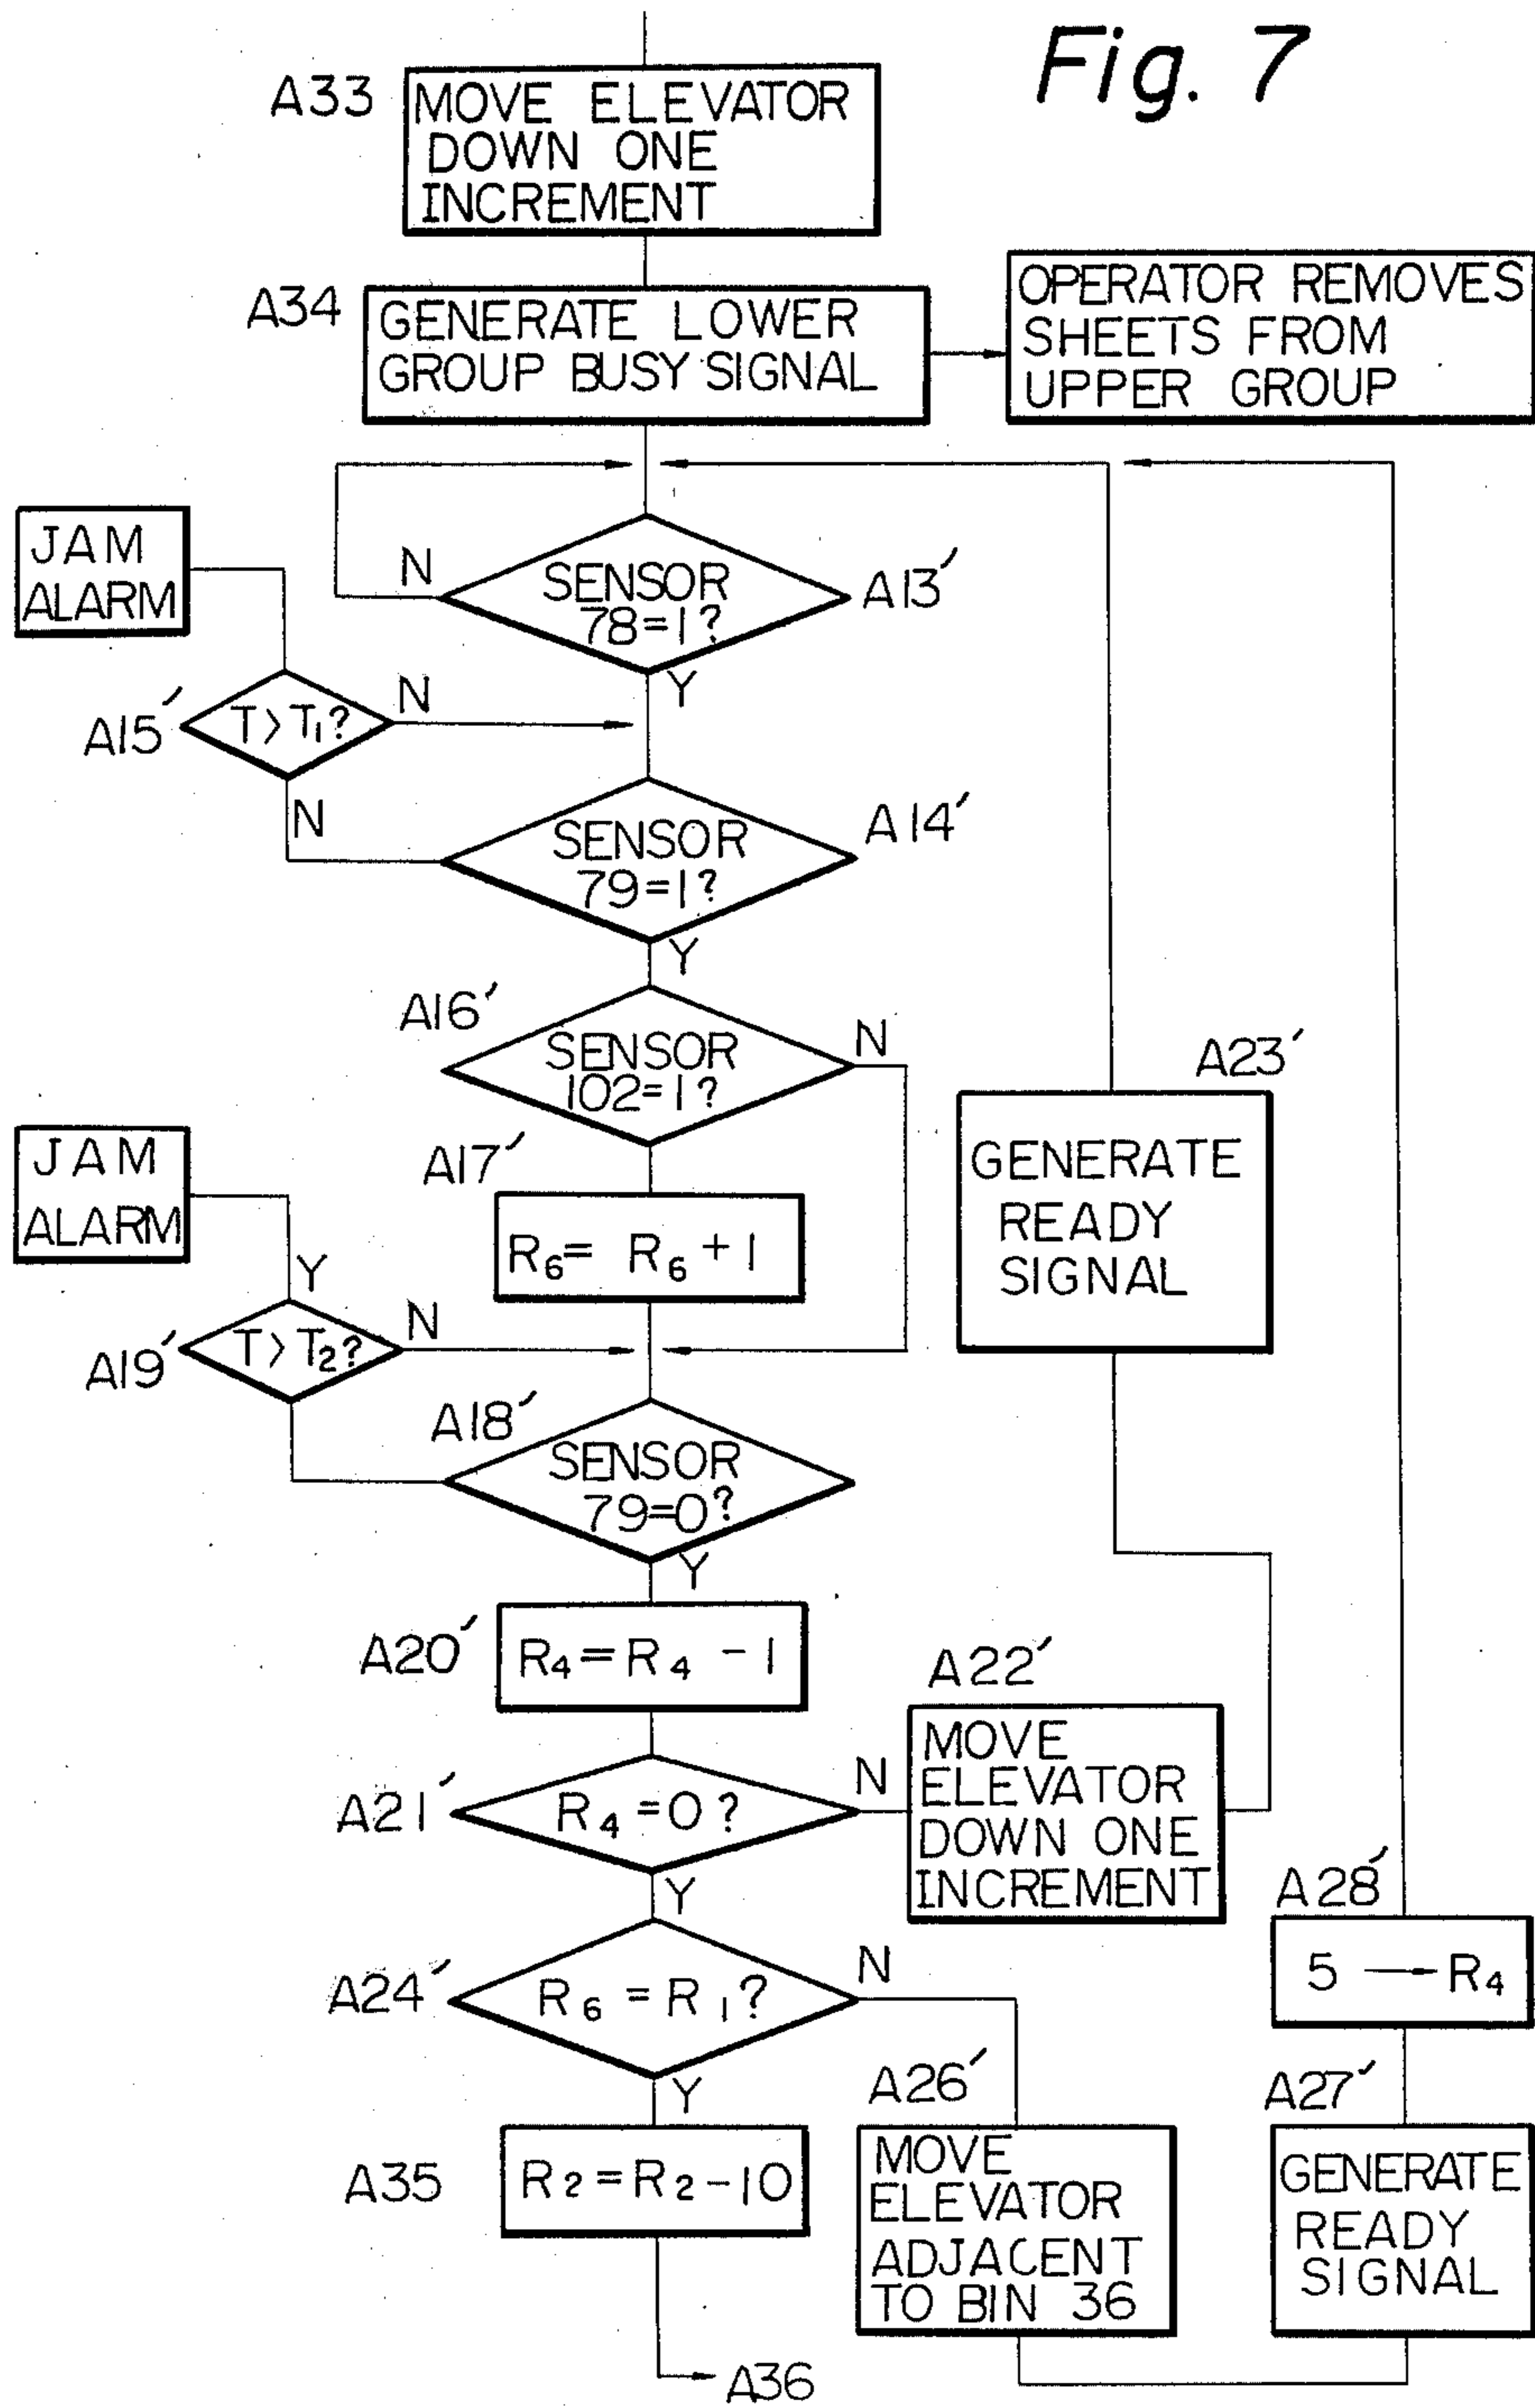 Fig. 7
A33
MOVE ELEVATOR
DOWN ONE
INCREMENT
A34
GENERATE LOWER
GROUP BUSY SIGNAL
OPERATOR REMOVES
SHEETS FROM
UPPER GROUP
JAM
ALARM
N
SENSOR
78=1?
A13′
Y
A15′
T>T1?
N
N
SENSOR
79=1?
A14′
Y
A16′
SENSOR
102=1?
N
A17′
R6= R6+1
JAM
ALARM
Y
A19′
T>T2?
N
A18′
SENSOR
79=0?
Y
A23′
GENERATE
READY
SIGNAL
A20′
R4=R4 -1
A21′
R4=0?
N
Y
A22′
MOVE
ELEVATOR
DOWN ONE
INCREMENT
A24′
R6=R1?
N
Y
A28′
5 → R4
A35
R2=R2-10
A26′
MOVE
ELEVATOR
ADJACENT
TO BIN 36
A27′
GENERATE
READY
SIGNAL
A36